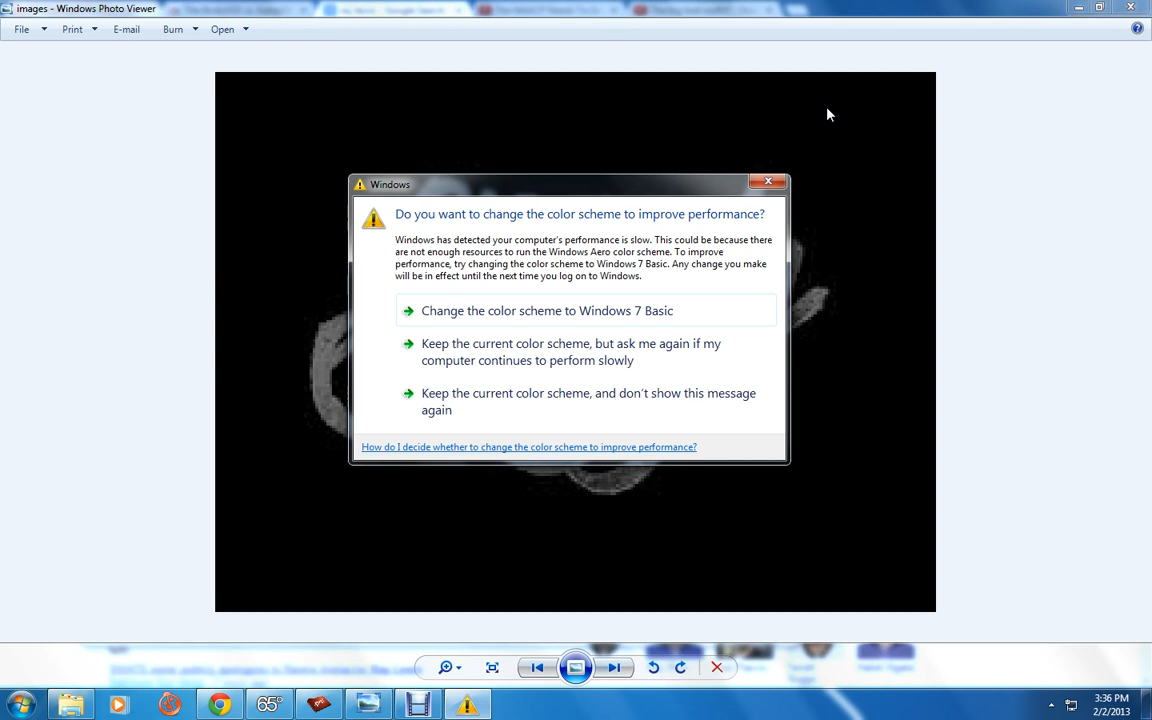 images - Windows Photo Viewer
File Print E-mail Burn Open
Windows
Do you want to change the color scheme to improve performance?
Windows has detected your computer's performance is slow. This could be because there
are not enough resources to run the Windows Aero color scheme. To improve
performance, try changing the color scheme to Windows 7 Basic. Any change you make
will be in effect until the next time you log on to Windows.
Change the color scheme to Windows 7 Basic
Keep the current color scheme, but ask me again if my
computer continues to perform slowly
Keep the current color scheme, and don't show this message
again
How do I decide whether to change the color scheme to improve performance?
65°
3:36 PM
2/2/2013